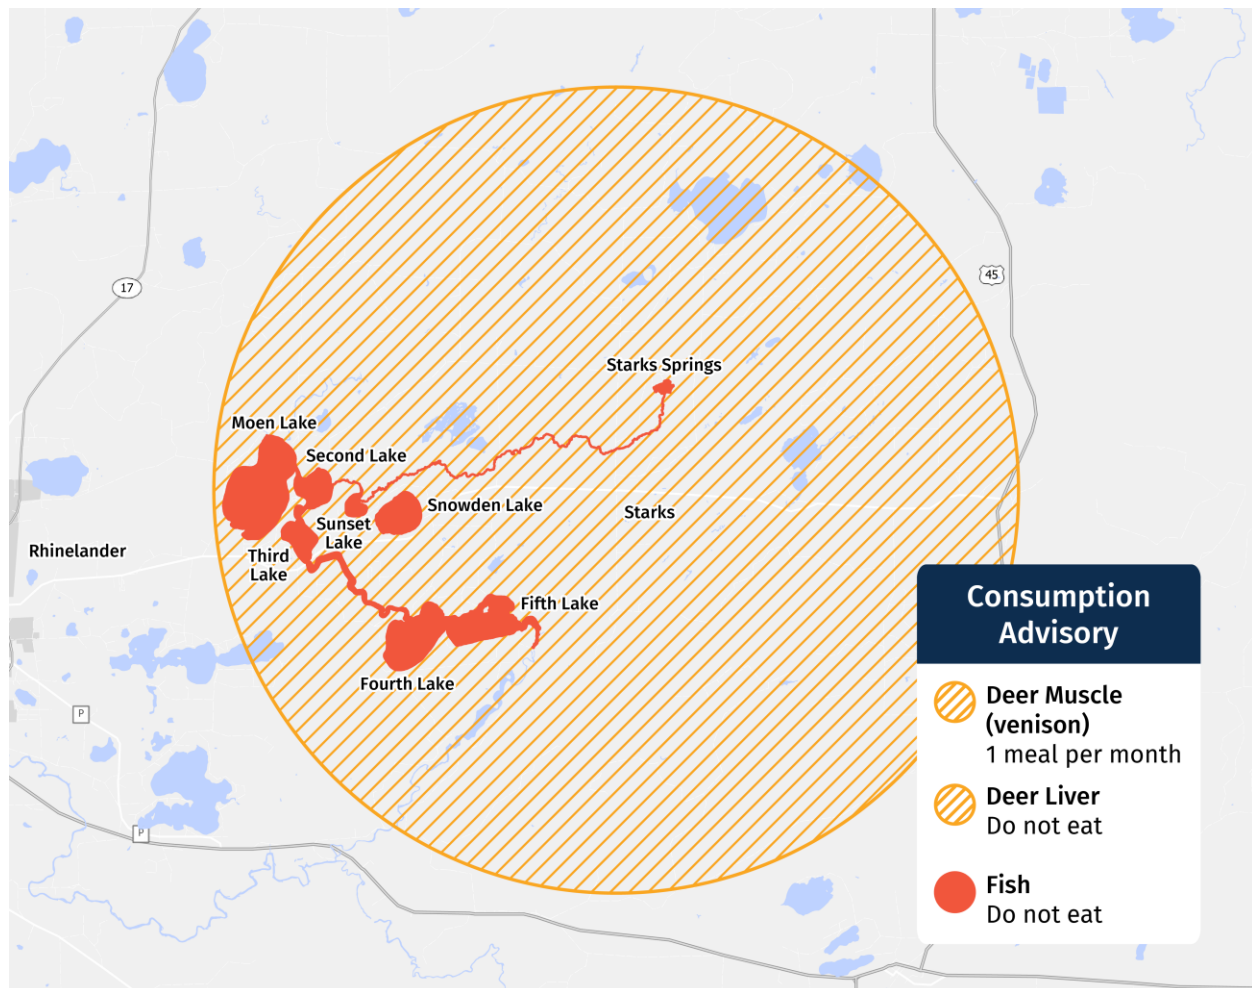 17
45
Starks Springs
Moen Lake
Second Lake
Snowden Lake
Starks
Sunset
Lake
Rhinelander
Third
Lake
Fifth Lake
Fourth Lake
P
P
Consumption
Advisory
Deer Muscle
(venison)
1 meal per month
Deer Liver
Do not eat
Fish
Do not eat